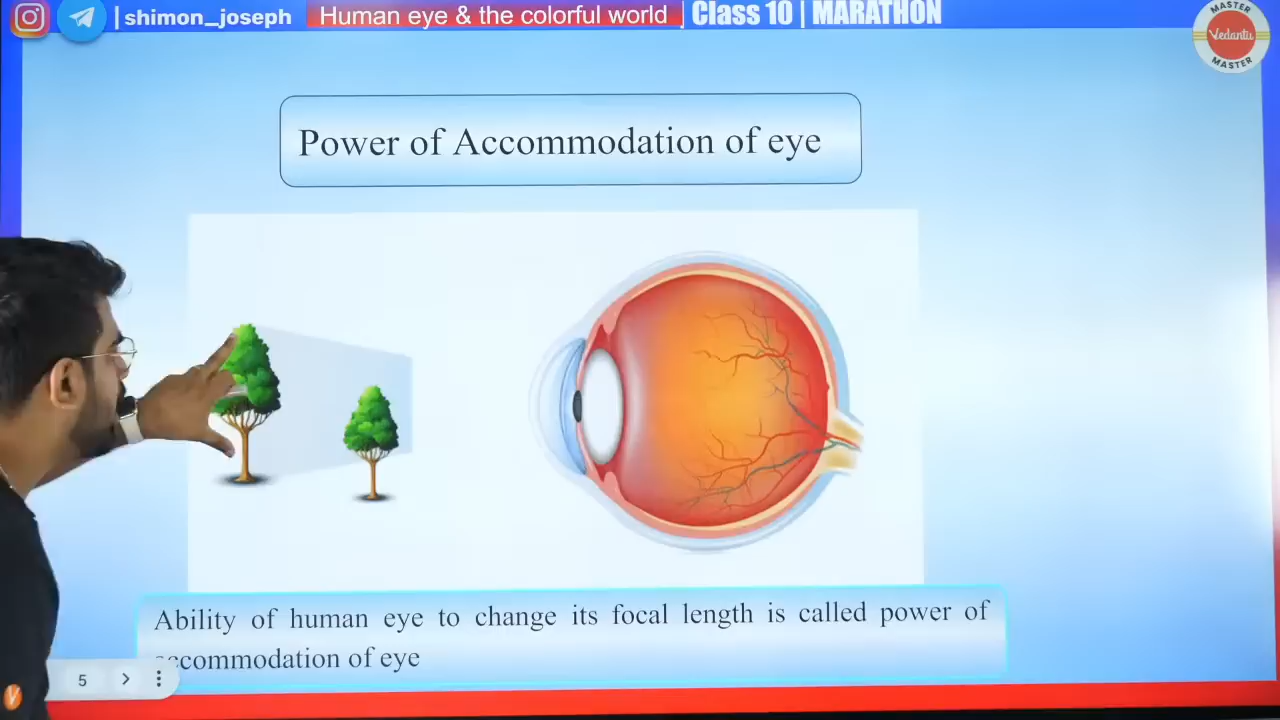 | shimon_joseph Human eye & the colorful world | Class 10 | MARATHON
MASTER
Vedantu
MASTER
Power of Accommodation of eye
Ability of human eye to change its focal length is called power of
accommodation of eye
5